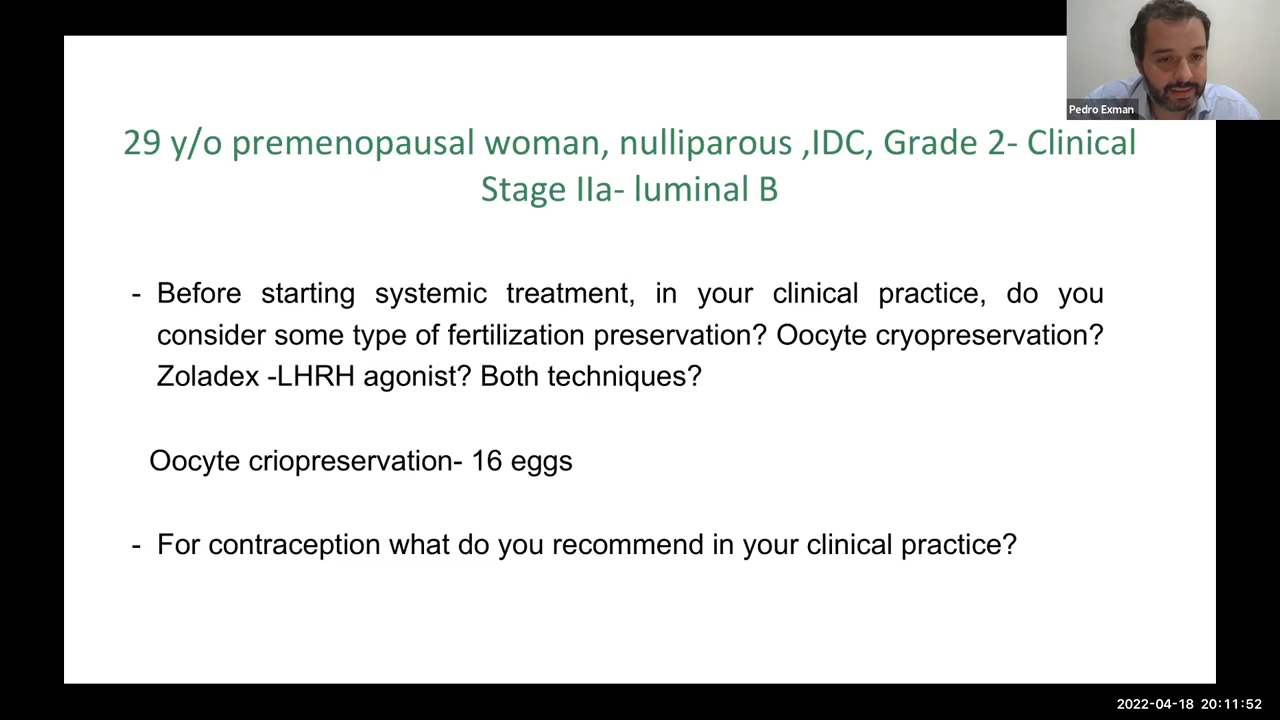 Pedro Exman
29 y/o premenopausal woman, nulliparous ,IDC, Grade 2- Clinical
Stage IIa- luminal B
- Before starting systemic treatment, in your clinical practice, do you
consider some type of fertilization preservation? Oocyte cryopreservation?
Zoladex -LHRH agonist? Both techniques?
Oocyte criopreservation- 16 eggs
- For contraception what do you recommend in your clinical practice?
2022-04-18 20:11:52